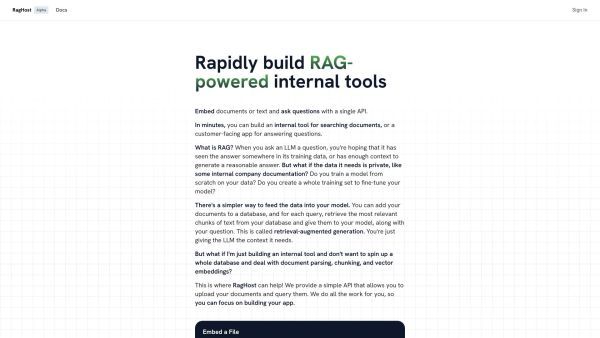 RagHost Alpha Docs Sign In
Rapidly build RAG-
powered internal tools
Embed documents or text and ask questions with a single API.
In minutes, you can build an internal tool for searching documents, or a
customer-facing app for answering questions.
What is RAG? When you ask an LLM a question, you're hoping that it has
seen the answer somewhere in its training data, or has enough context to
generate a reasonable answer. But what if the data it needs is private, like
some internal company documentation? Do you train a model from
scratch on your data? Do you create a whole training set to fine-tune your
model?
There's a simpler way to feed the data into your model. You can add your
documents to a database, and for each query, retrieve the most relevant
chunks of text from your database and give them to your model, along with
your question. This is called retrieval-augmented generation. You're just
giving the LLM the context it needs.
But what if I'm just building an internal tool and don't want to spin up a
whole database and deal with document parsing, chunking, and vector
embeddings?
This is where RagHost can help! We provide a simple API that allows you to
upload your documents and query them. We do all the work for you, so
you can focus on building your app.
Embed a File